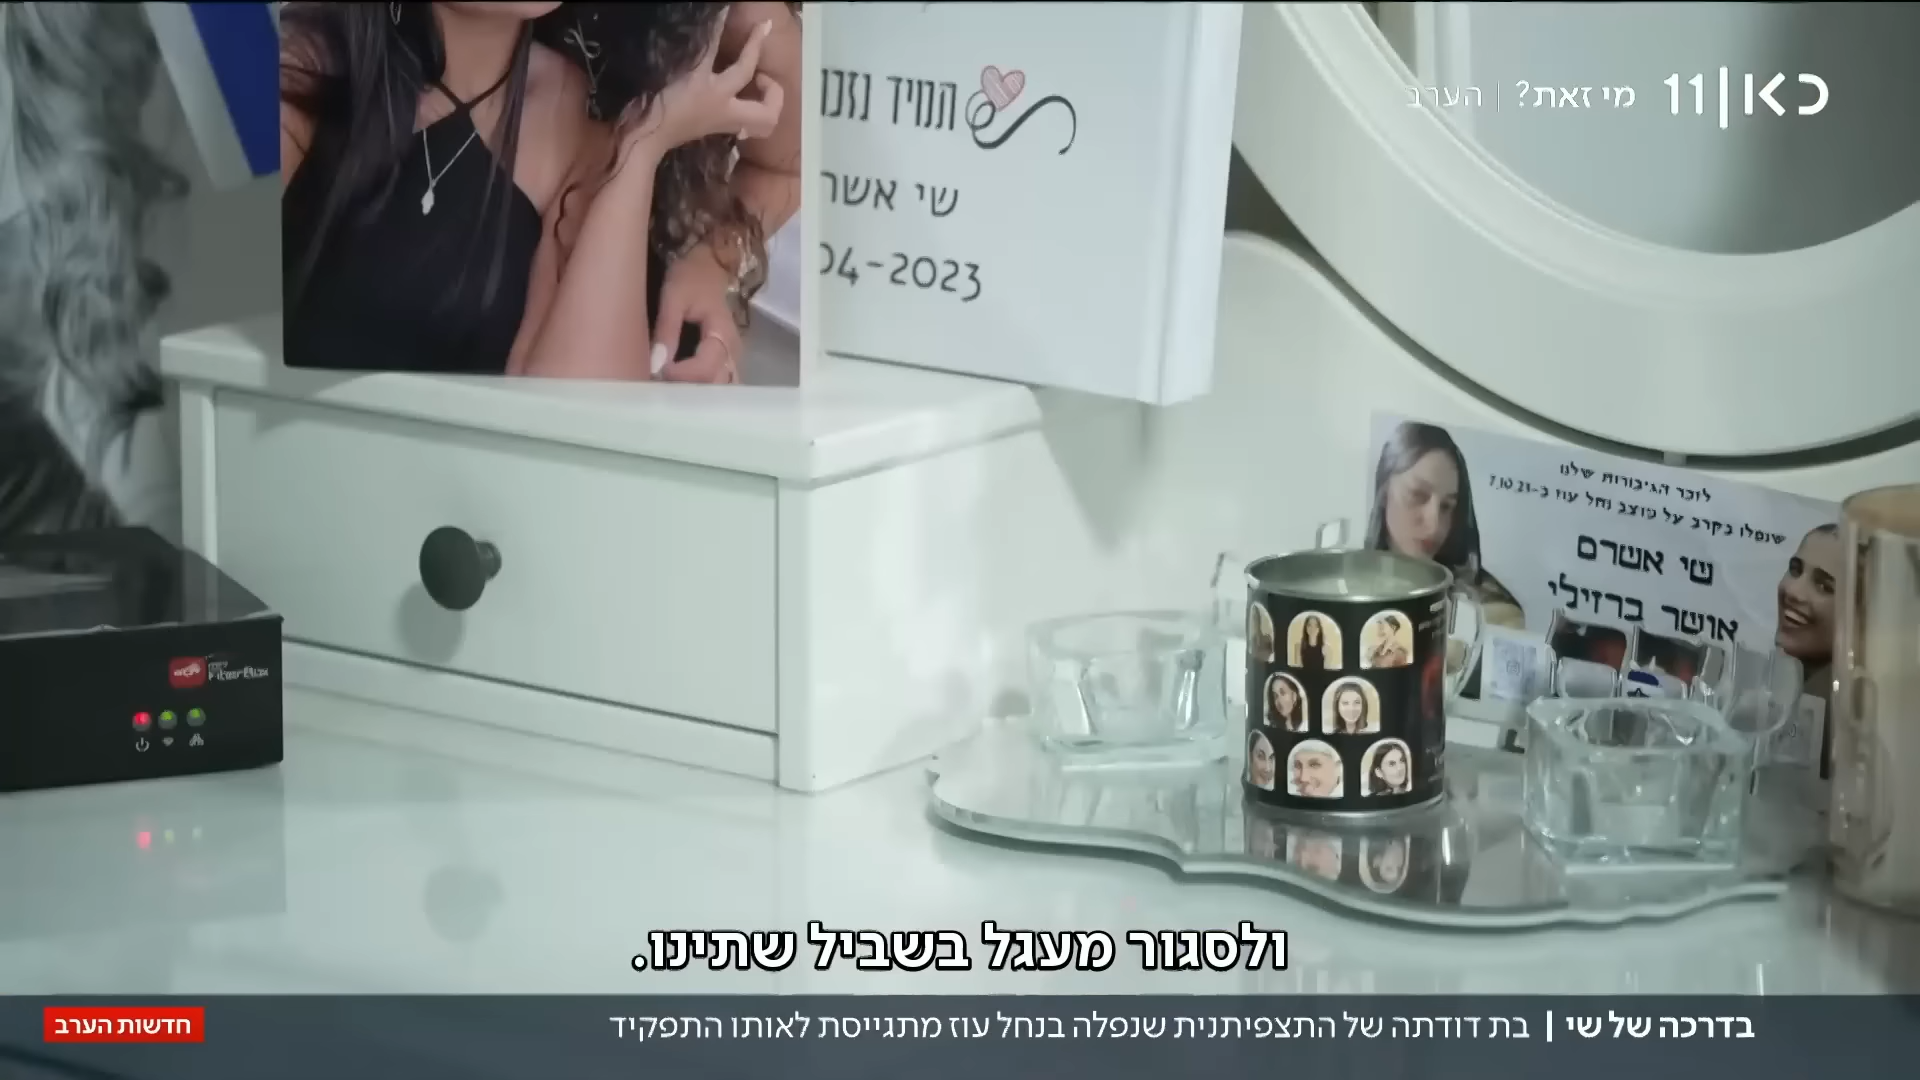 כאן|11 מי זאת? | הערב
תמיד נזכו
שי אשר
04-2023
לזכר הגיבורות שלנו
שנפלו בקרב על מוצב נחל עוז ב-7.10.23
שי אשרם
אושר ברזילי
ולסגור מעגל בשביל שתינו.
בדרכה של שי | בת דודתה של התצפיתנית שנפלה בנחל עוז מתגייסת לאותו התפקיד
חדשות הערב